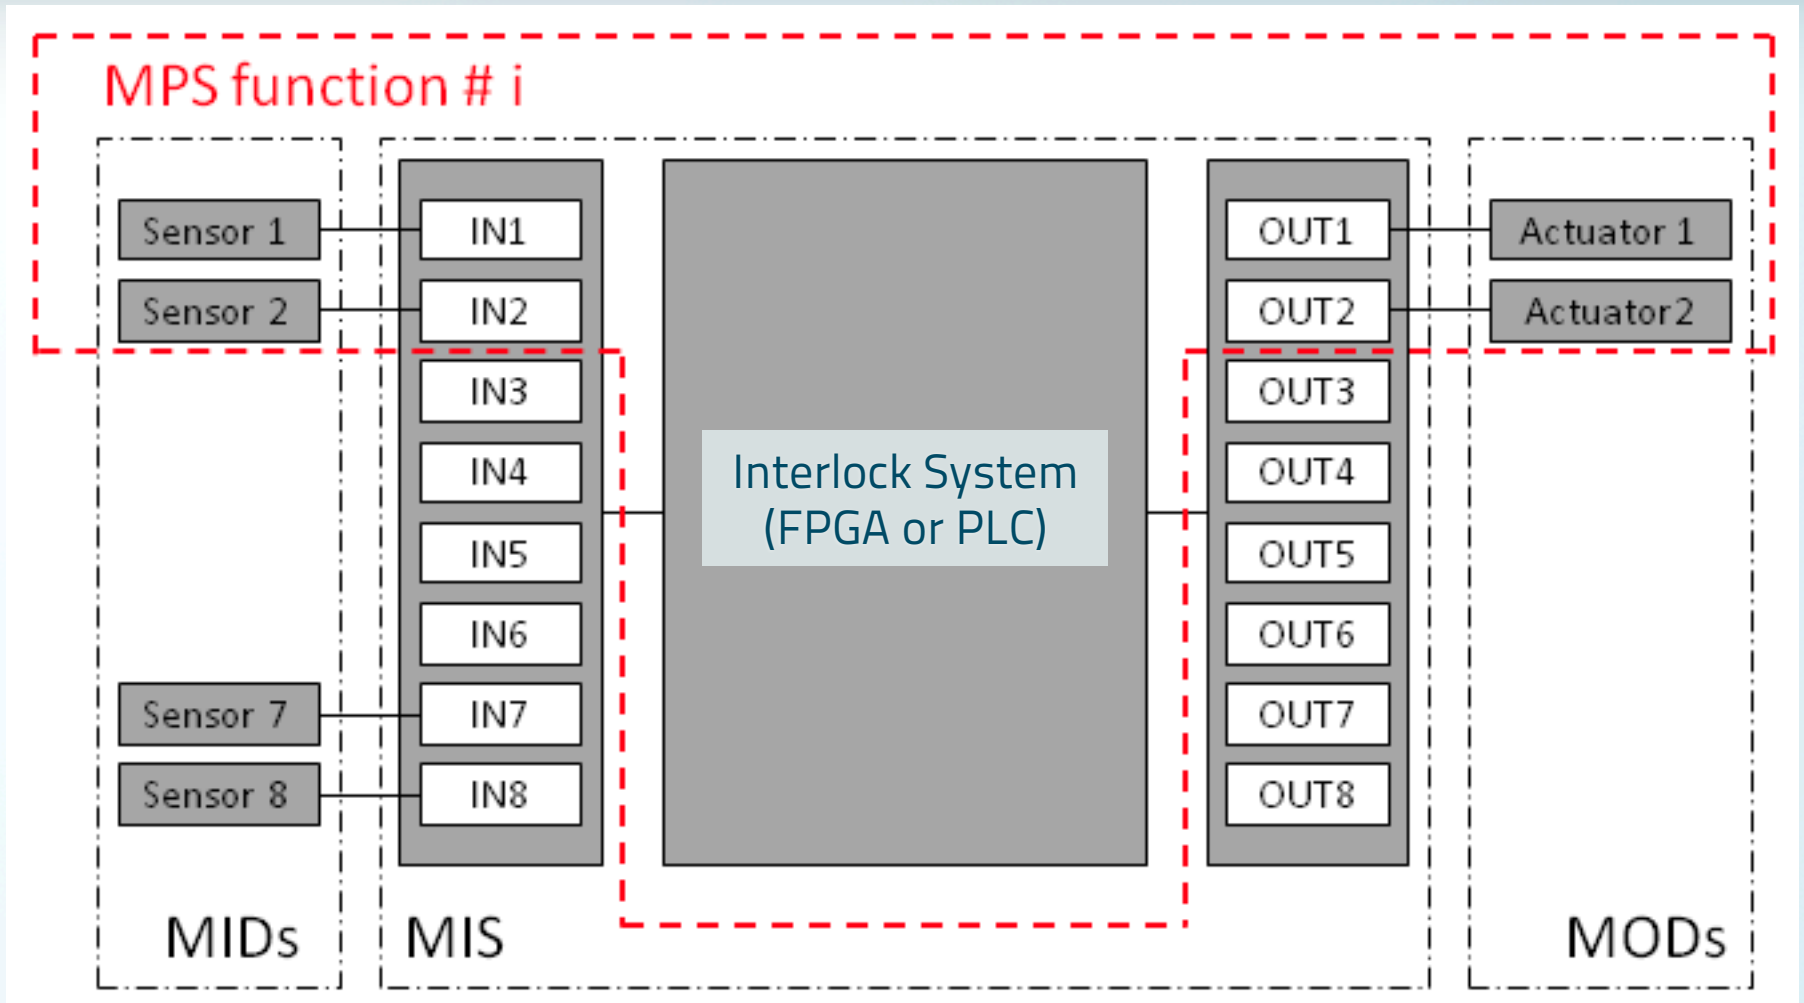 MPS function # i
Sensor 1
IN1
OUT1
Actuator 1
Sensor 2
IN2
OUT2
Actuator2
IN3
OUT3
IN4
OUT4
Interlock System
(FPGA or PLC)
IN5
OUT5
IN6
OUT6
Sensor 7
IN7
OUT7
Sensor 8
IN8
OUT8
MIDs
MIS
MODs